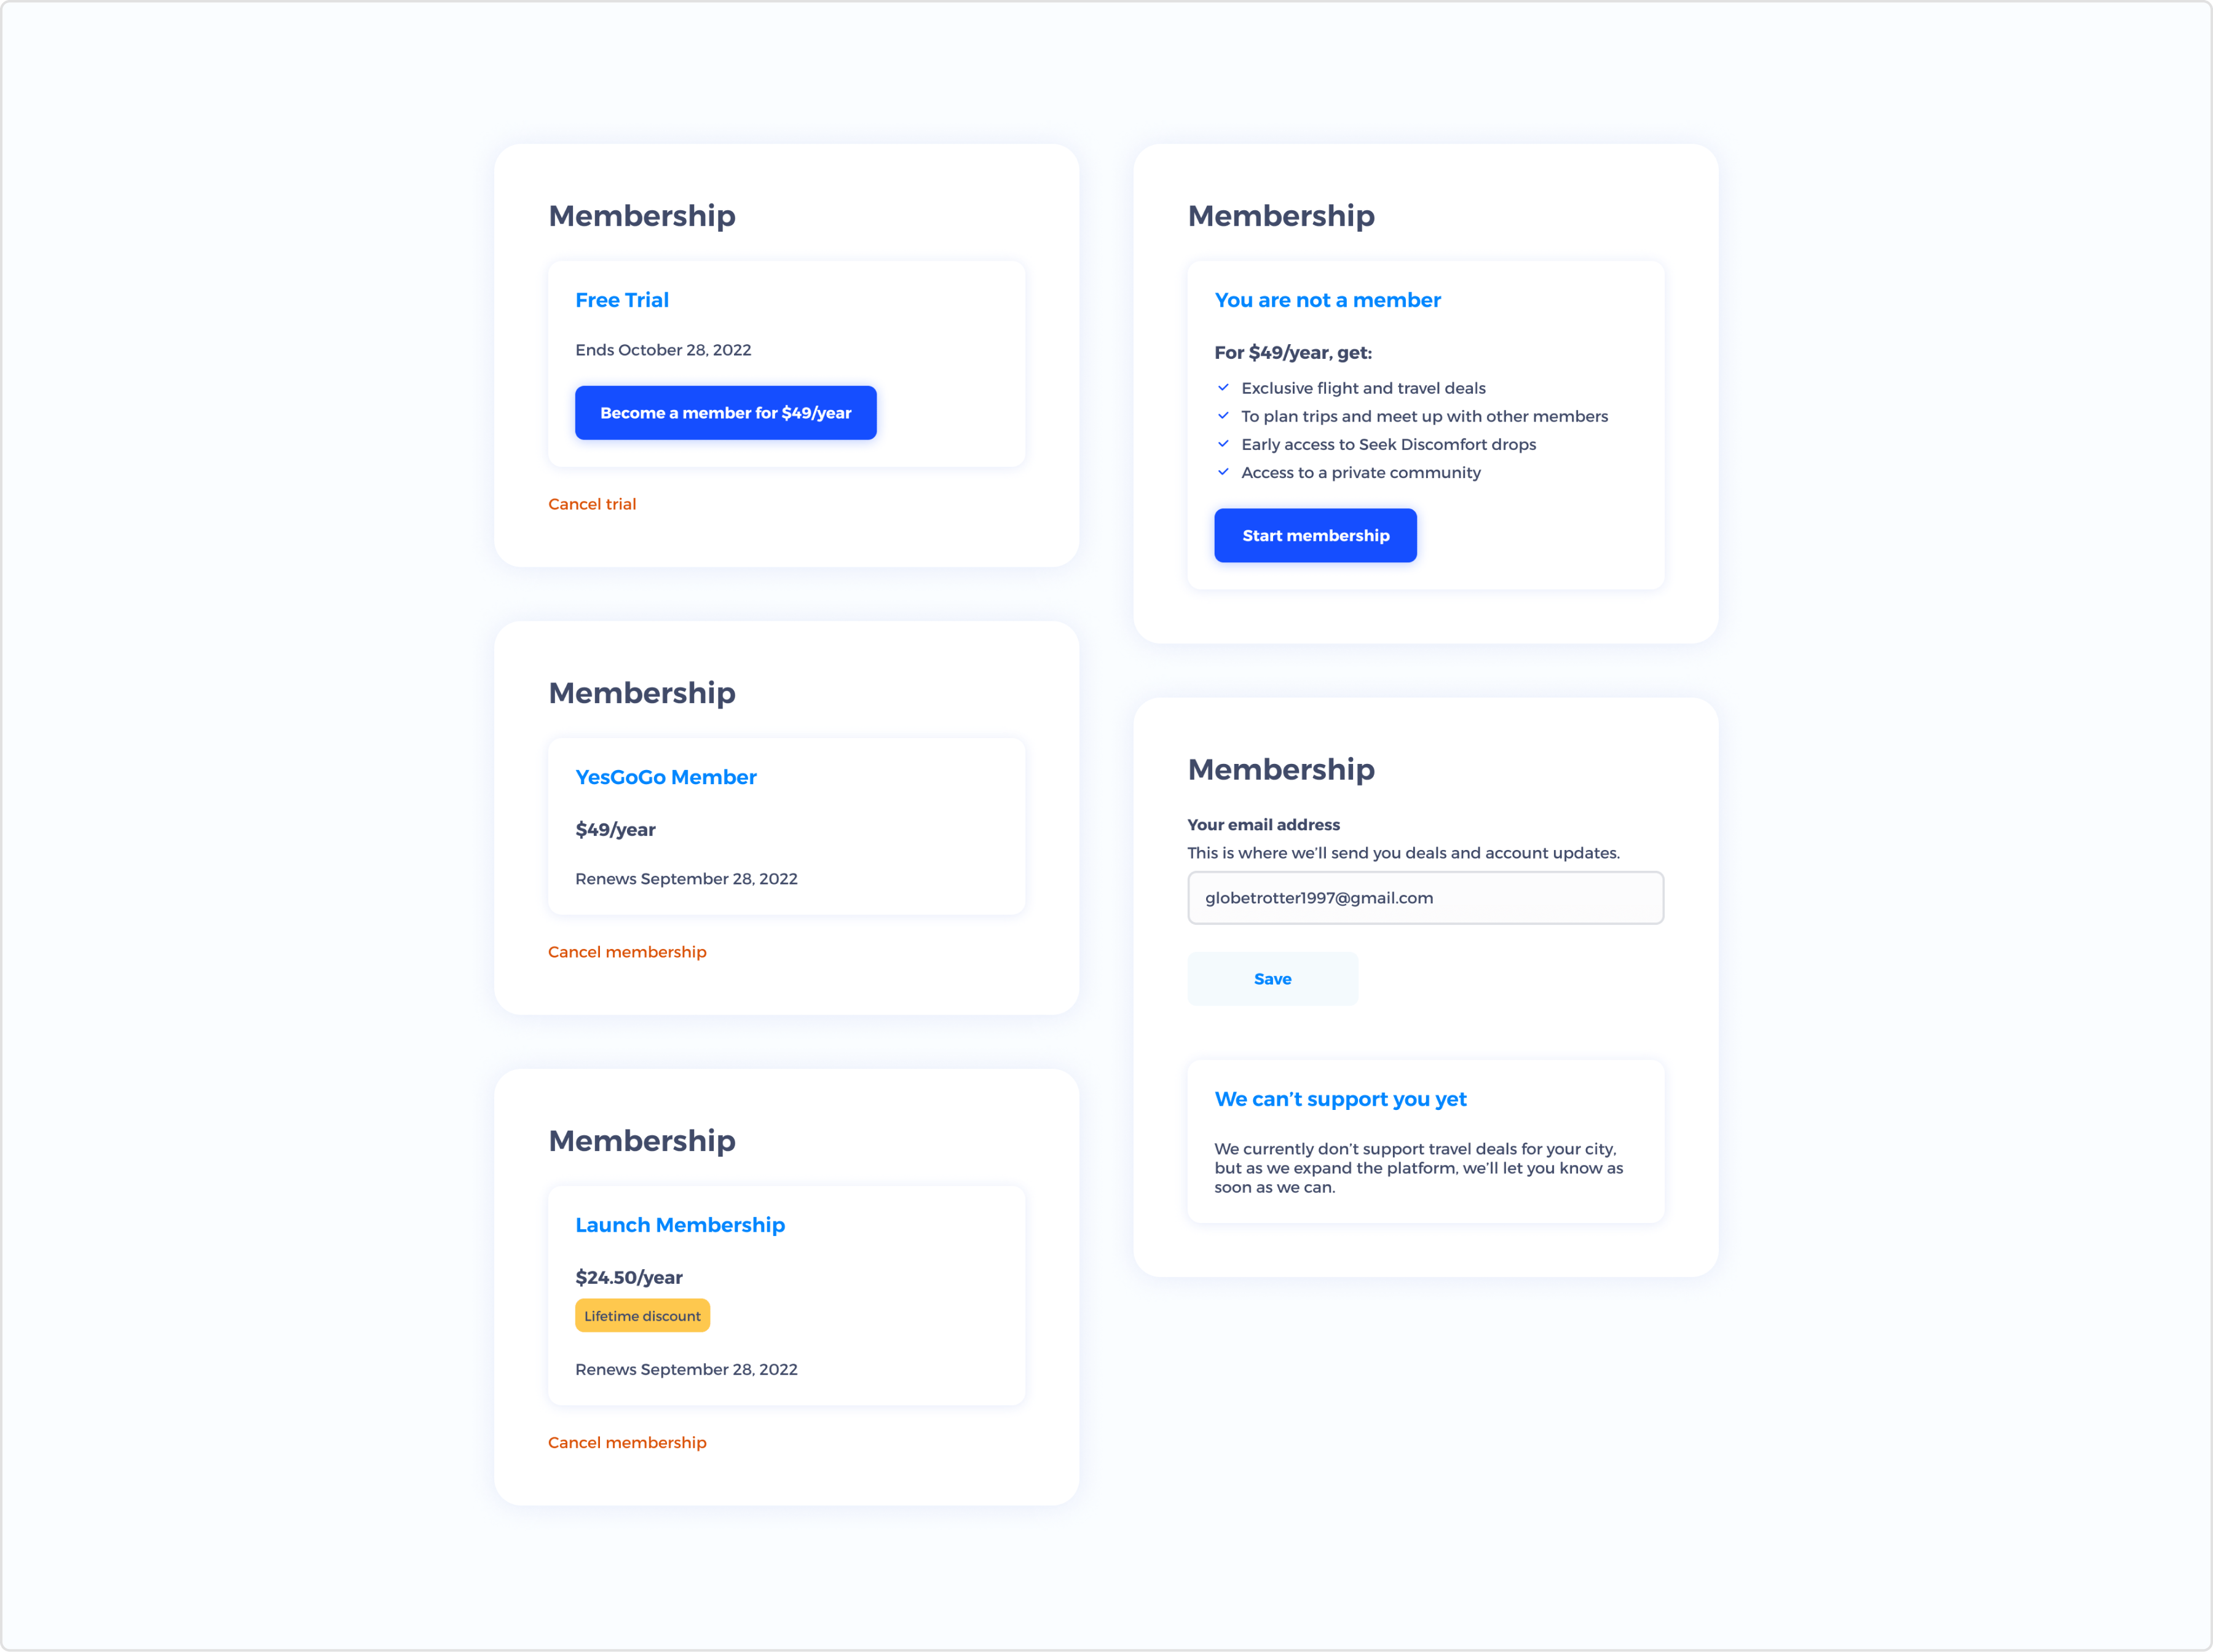 Membership
Free Trial
Ends October 28, 2022
Become a member for $49/year
Cancel trial
Membership
YesGoGo Member
$49/year
Renews September 28, 2022
Cancel membership
Membership
Launch Membership
$24.50/year
Lifetime discount
Renews September 28, 2022
Cancel membership
Membership
You are not a member
For $49/year, get:
Exclusive flight and travel deals
To plan trips and meet up with other members
Early access to Seek Discomfort drops
Access to a private community
Start membership
Membership
Your email address
This is where we’ll send you deals and account updates.
globetrotter1997@gmail.com
Save
We can’t support you yet
We currently don’t support travel deals for your city,
but as we expand the platform, we’ll let you know as
soon as we can.